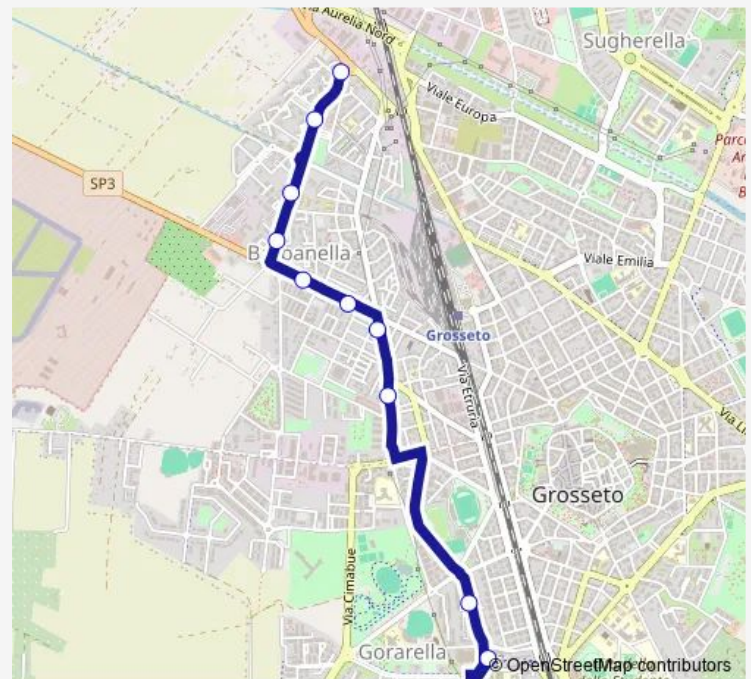 Via Aurelia Nord
Sugherella
Viale Europa
SP3
Viale Emilia
Grosseto
Via Etruria
Grosseto
Via Cimabue
Gorarella
© OpenStreetMap contributors